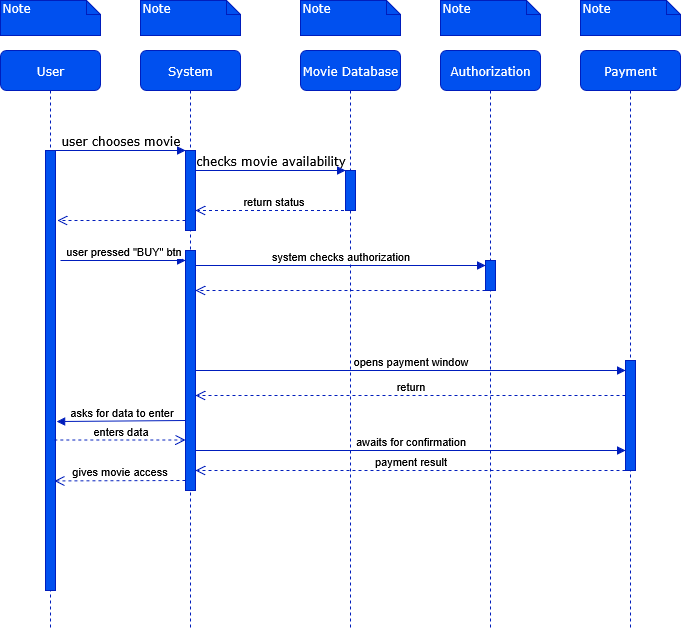 Note
Note
Note
Note
Note
User
System
Movie Database
Authorization
Payment
user chooses movie
checks movie availability
return status
user pressed "BUY" btn
system checks authorization
opens payment window
return
asks for data to enter
enters data
awaits for confirmation
payment result
gives movie access